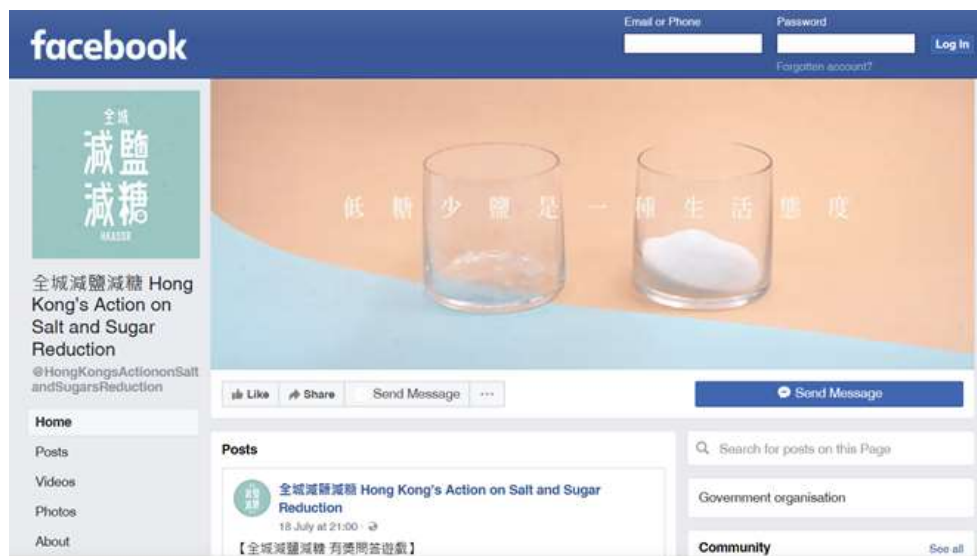 facebook
Email or Phone
Password
Log In
Forgotten account?
全城
減鹽
減糖
HKASSR
低糖少鹽是一種生活態度
全城減鹽減糖 Hong
Kong's Action on
Salt and Sugar
Reduction
@HongKongsActiononSalt
andSugarsReduction
Like
Share
Send Message
...
Send Message
Home
Posts
Videos
Photos
About
Posts
全城減鹽減糖 Hong Kong's Action on Salt and Sugar
Reduction
18 July at 21:00 ·
【全城減鹽減糖 有獎問答遊戲】
Search for posts on this Page
Government organisation
Community
See all